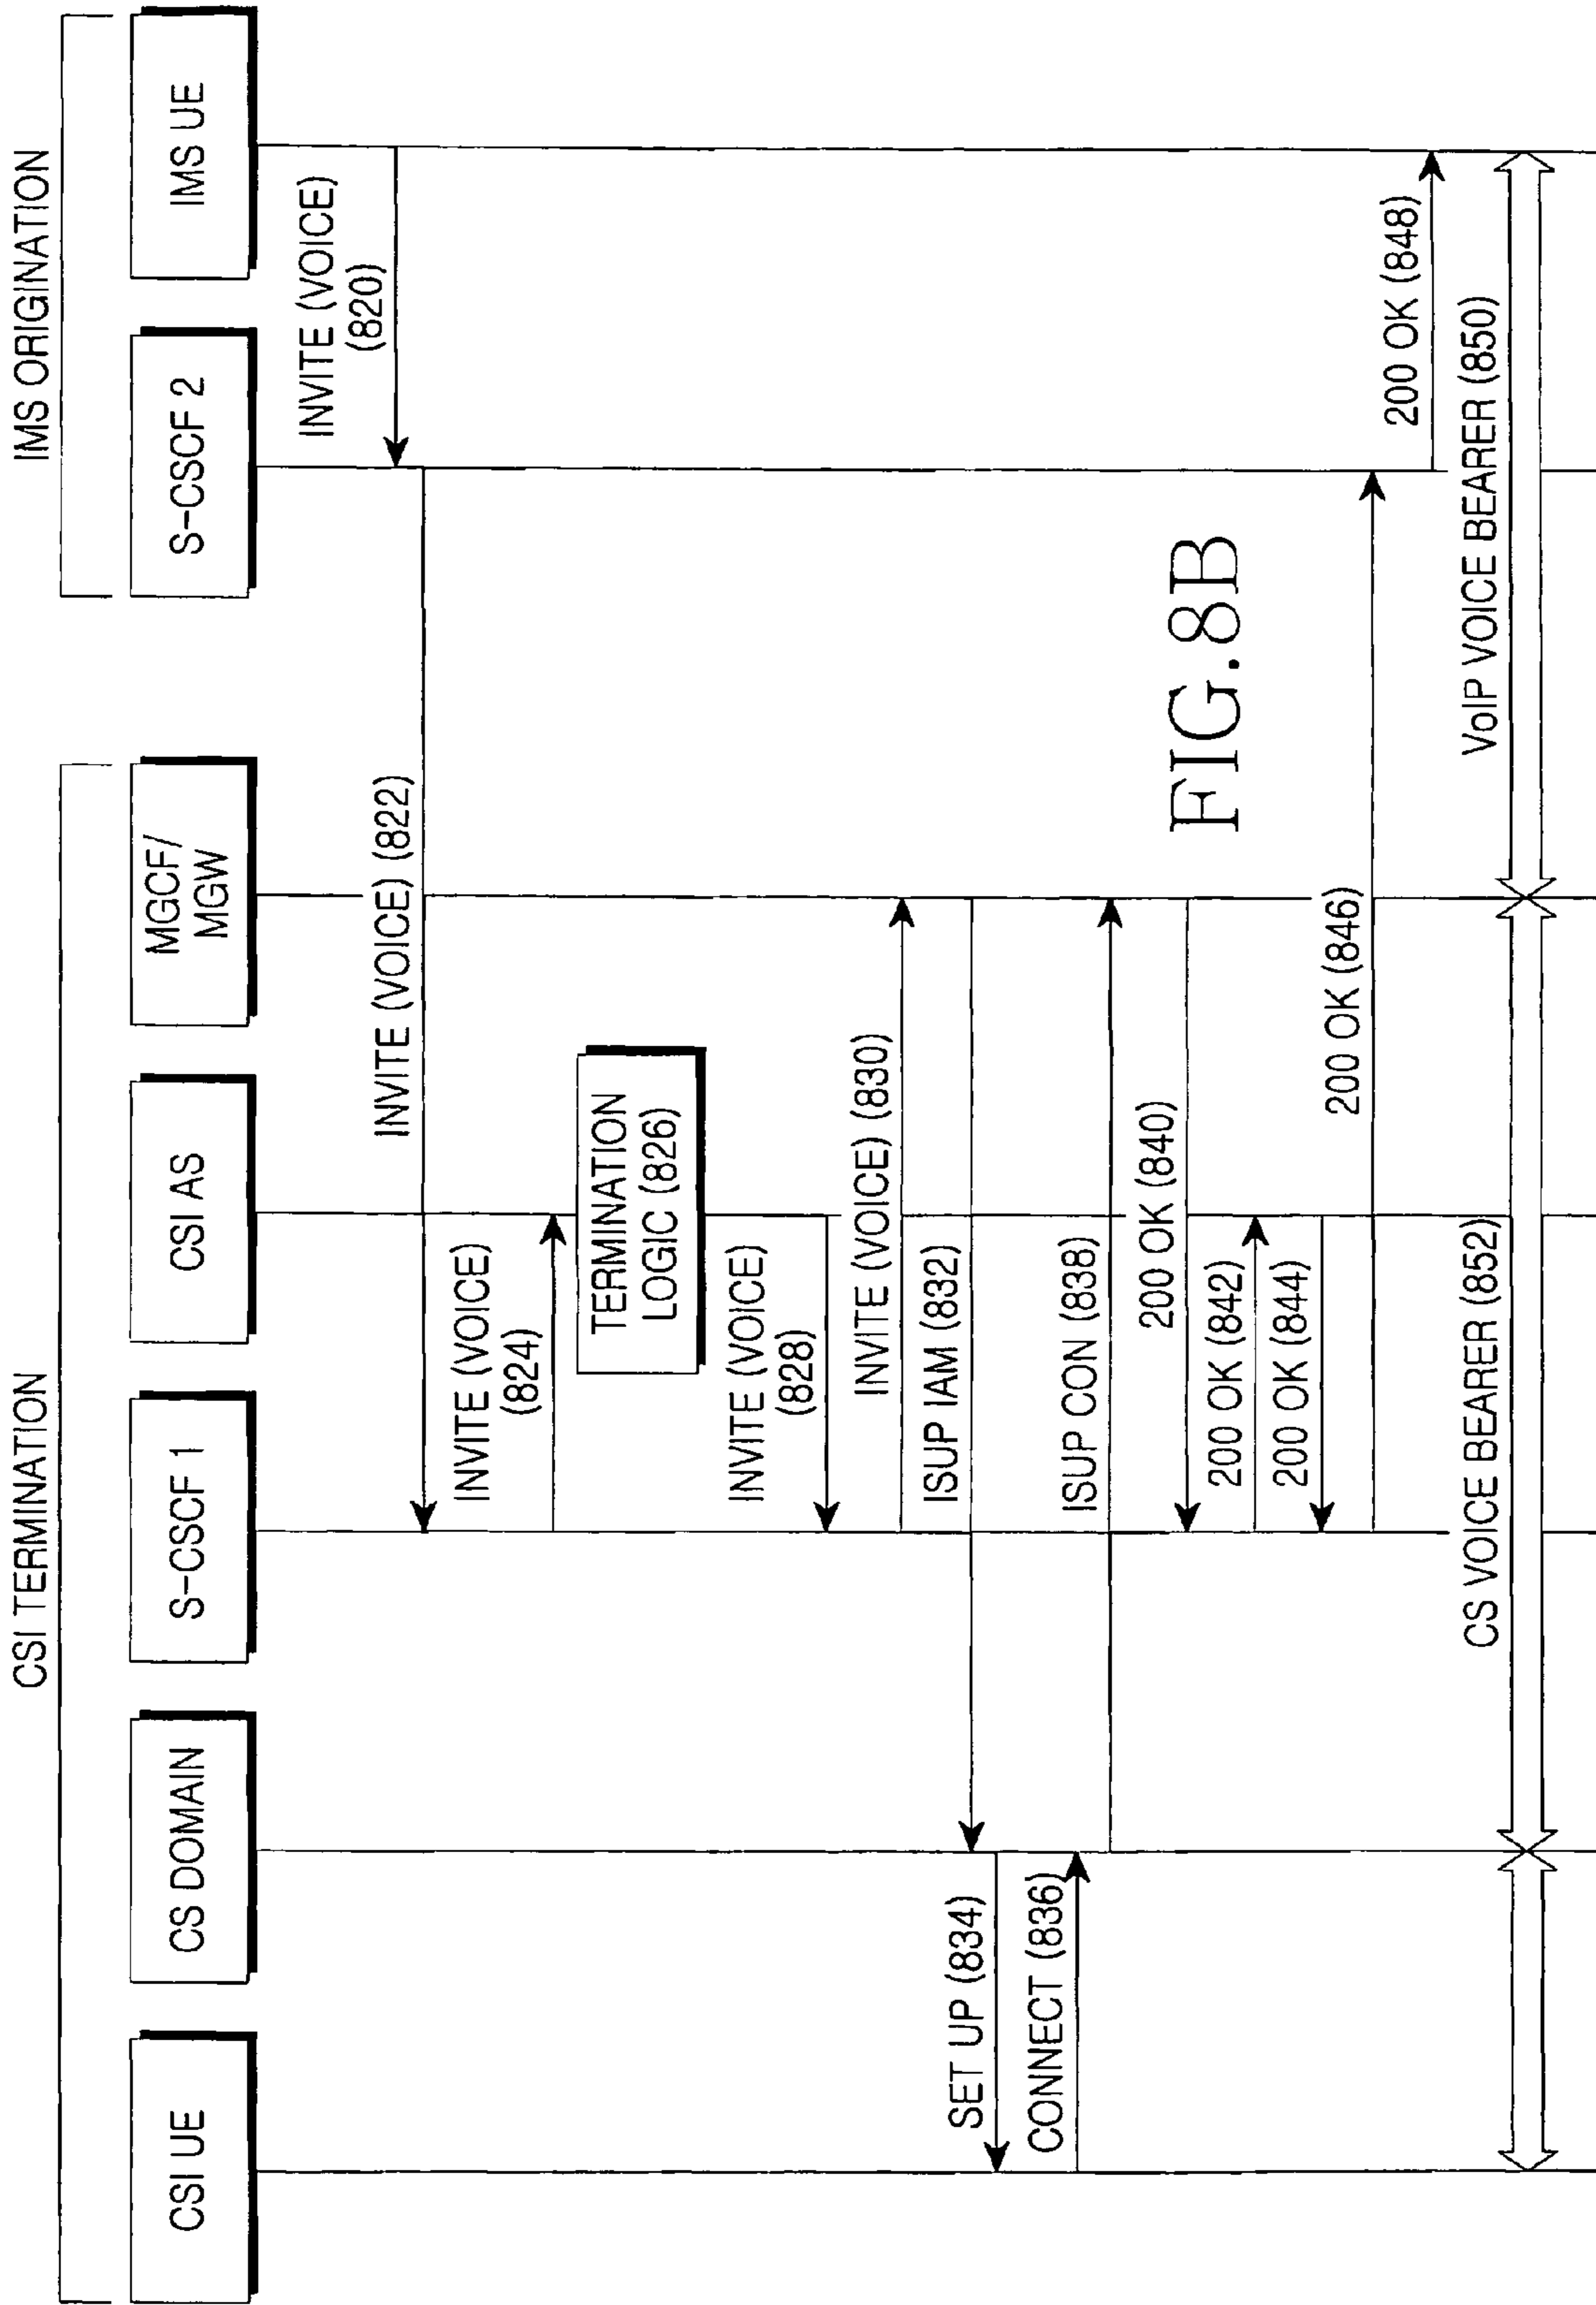 CSI TERMINATION
IMS ORIGINATION
CSI UE
CS DOMAIN
S-CSCF 1
CSI AS
MGCF/
MGW
S-CSCF 2
IMS UE
INVITE (VOICE)
(820)
INVITE (VOICE) (822)
INVITE (VOICE)
(824)
TERMINATION
LOGIC (826)
INVITE (VOICE)
(828)
INVITE (VOICE) (830)
ISUP IAM (832)
SET UP (834)
CONNECT (836)
ISUP CON (838)
200 OK (840)
200 OK (842)
200 OK (844)
200 OK (846)
200 OK (848)
VoIP VOICE BEARER (850)
CS VOICE BEARER (852)
FIG.8B